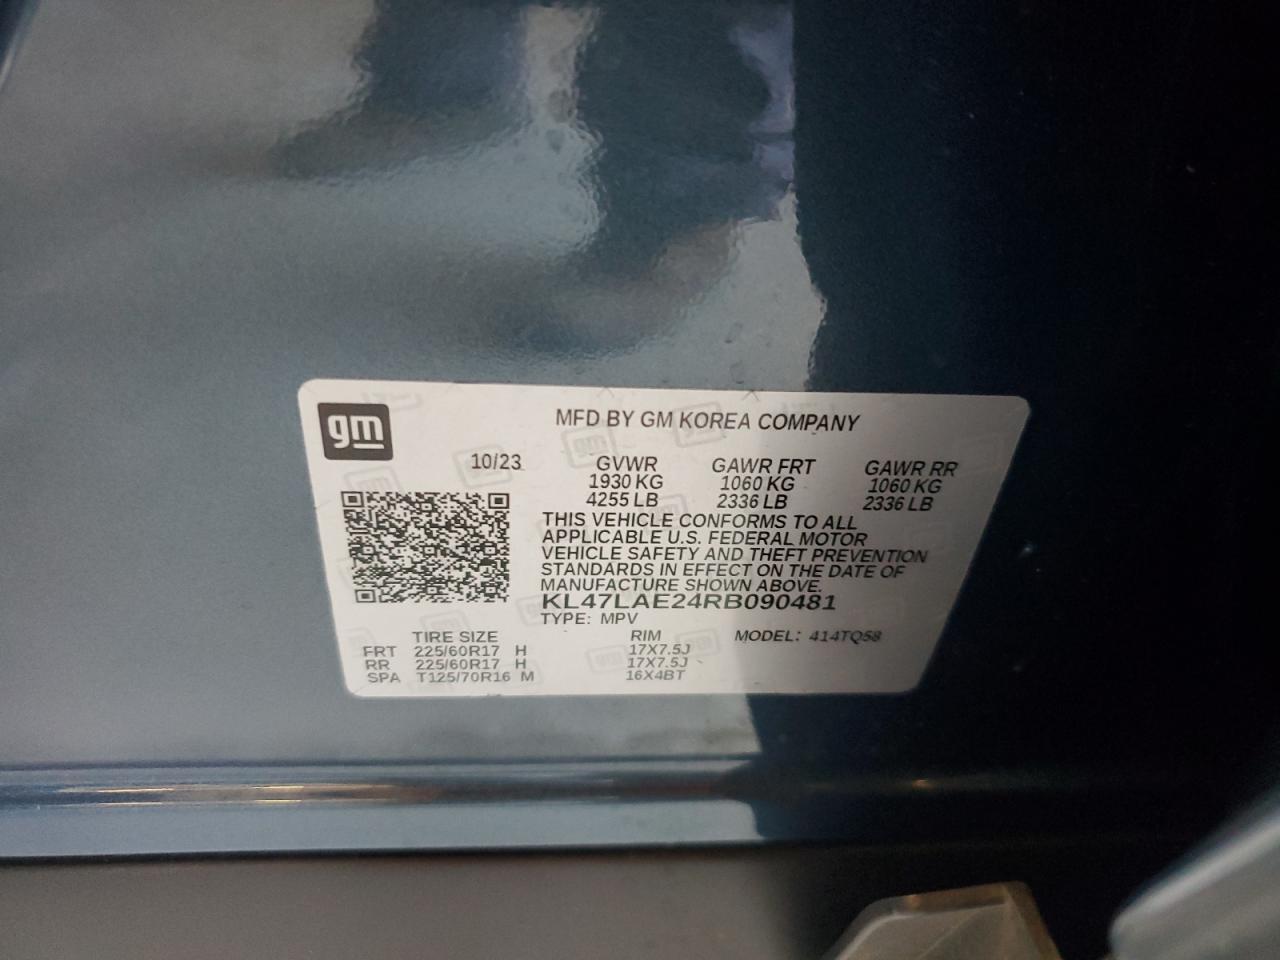 gm
MFD BY GM KOREA COMPANY
10/23 GVWR GAWR FRT GAWR RR
1930 KG 1060 KG 1060 KG
4255 LB 2336 LB 2336 LB
THIS VEHICLE CONFORMS TO ALL
APPLICABLE U.S. FEDERAL MOTOR
VEHICLE SAFETY AND THEFT PREVENTION
STANDARDS IN EFFECT ON THE DATE OF
MANUFACTURE SHOWN ABOVE.
KL47LAE24RB090481
TYPE: MPV
TIRE SIZE RIM MODEL: 414TQ58
FRT 225/60R17 H 17X7.5J
RR 225/60R17 H 17X7.5J
SPA T125/70R16 M 16X4BT